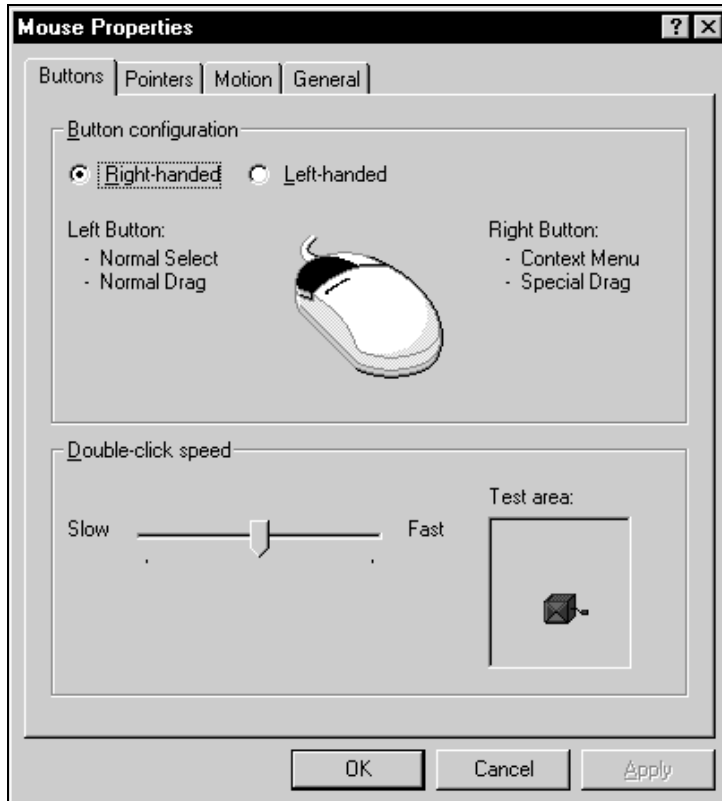 Mouse Properties
Buttons Pointers Motion General
Button configuration
Right-handed Left-handed
Left Button:
- Normal Select
- Normal Drag
Right Button:
- Context Menu
- Special Drag
Double-click speed
Slow Fast
Test area:
OK Cancel Apply